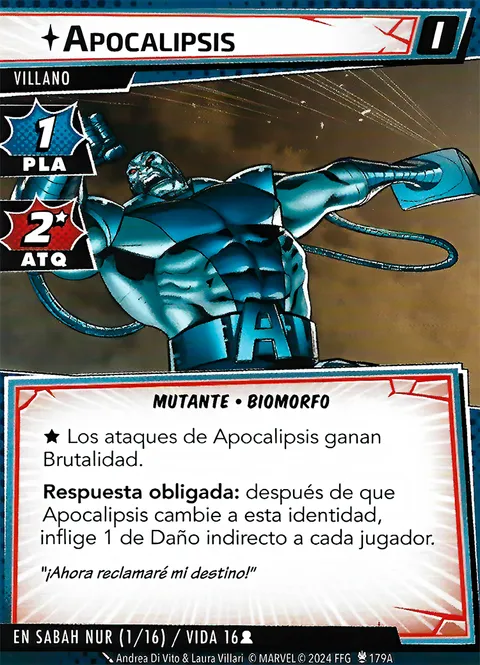 APOCALIPSIS
I
VILLANO
1
PLA
2★
ATQ
A
MUTANTE • BIOMORFO
★ Los ataques de Apocalipsis ganan
Brutalidad.
Respuesta obligada: después de que
Apocalipsis cambie a esta identidad,
inflige 1 de Daño indirecto a cada jugador.
"¡Ahora reclamaré mi destino!"
EN SABAH NUR (1/16) / VIDA 16
Andrea Di Vito & Laura Villari © MARVEL © 2024 FFG 179A